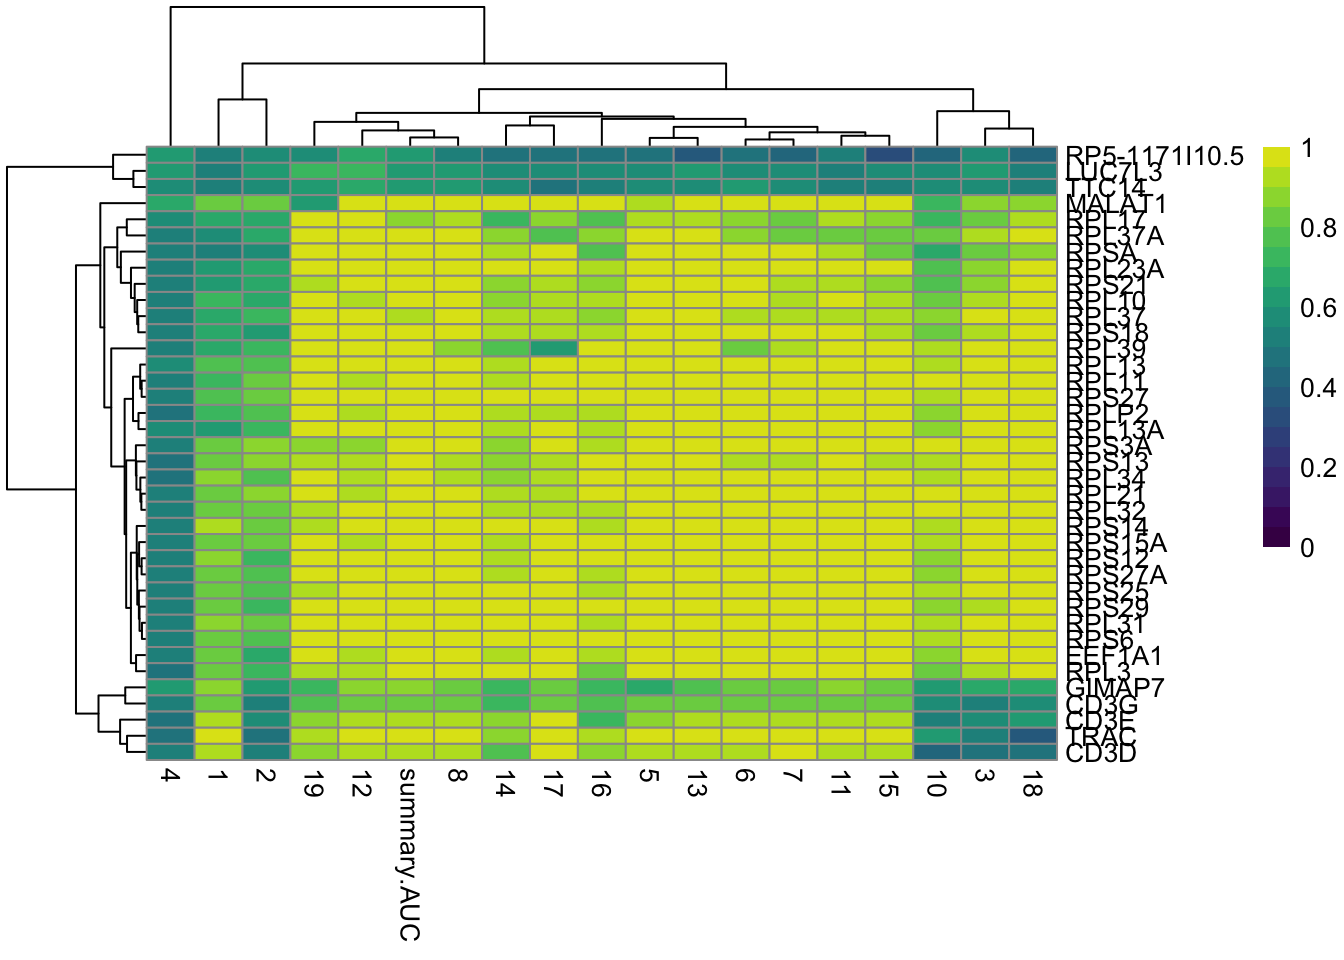 RP5-1171I10.5
LUC7L3
TTC14
MALAT1
RPL17
RPL37A
RPSA
RPL23A
RPS21
RPL10
RPL37
RPS18
RPL39
RPL13
RPL11
RPS27
RPLP2
RPL13A
RPS3A
RPS13
RPL34
RPL21
RPL32
RPS14
RPS15A
RPS12
RPS27A
RPS25
RPS29
RPL31
RPS6
EEF1A1
RPL3
GIMAP7
CD3G
CD3E
TRAC
CD3D
1
0.8
0.6
0.4
0.2
0
4
1
2
19
12
summary.AUC
8
14
17
16
5
13
6
7
11
15
10
3
18